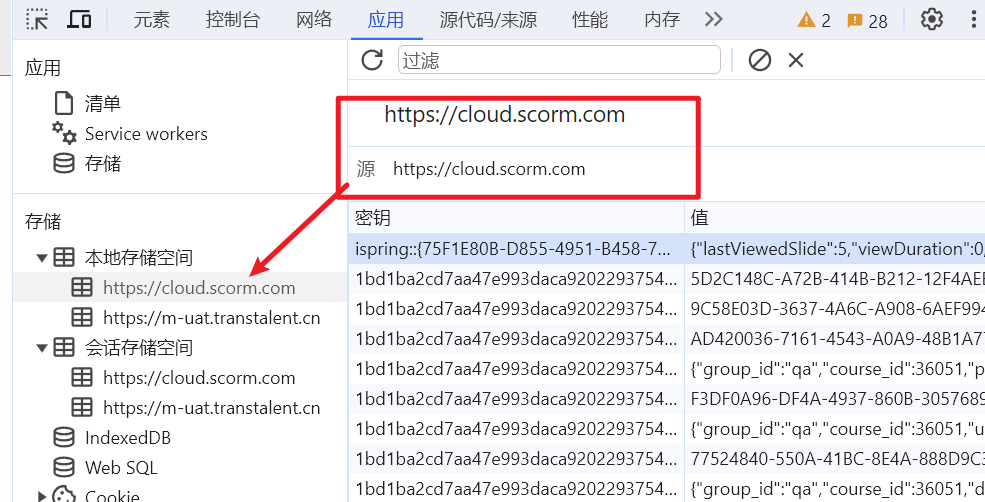 元素 控制台 网络 应用 源代码/来源 性能 内存 2 28
应用
清单
Service workers
存储
存储
本地存储空间
https://cloud.scorm.com
https://m-uat.transtalent.cn
会话存储空间
https://cloud.scorm.com
https://m-uat.transtalent.cn
IndexedDB
Web SQL
Cookie
过滤
https://cloud.scorm.com
源 https://cloud.scorm.com
密钥 值
ispring::{75F1E80B-D855-4951-B458-7... {"lastViewedSlide":5,"viewDuration":0,
1bd1ba2cd7aa47e993daca9202293754... 5D2C148C-A72B-414B-B212-12F4AEE
1bd1ba2cd7aa47e993daca9202293754... 9C58E03D-3637-4A6C-A908-6AEF994
1bd1ba2cd7aa47e993daca9202293754... AD420036-7161-4543-A0A9-48B1A77
1bd1ba2cd7aa47e993daca9202293754... {"group_id":"qa","course_id":36051,"p
1bd1ba2cd7aa47e993daca9202293754... F3DF0A96-DF4A-4937-860B-3057689
1bd1ba2cd7aa47e993daca9202293754... {"group_id":"qa","course_id":36051,"u
1bd1ba2cd7aa47e993daca9202293754... 77524840-550A-41BC-8E4A-888D9C3
1bd1ba2cd7aa47e993daca9202293754... {"group_id":"qa","course_id":36051,"d